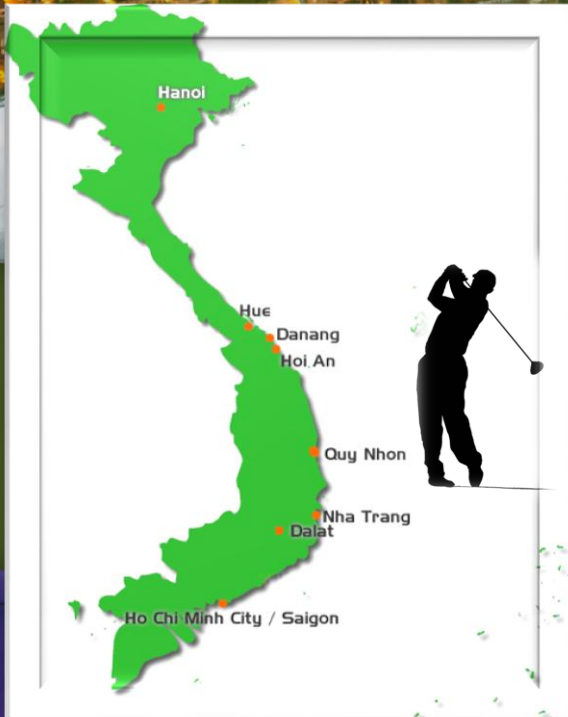 Hanoi
Hue
Danang
Hoi An
Quy Nhon
Nha Trang
Dalat
Ho Chi Minh City / Saigon